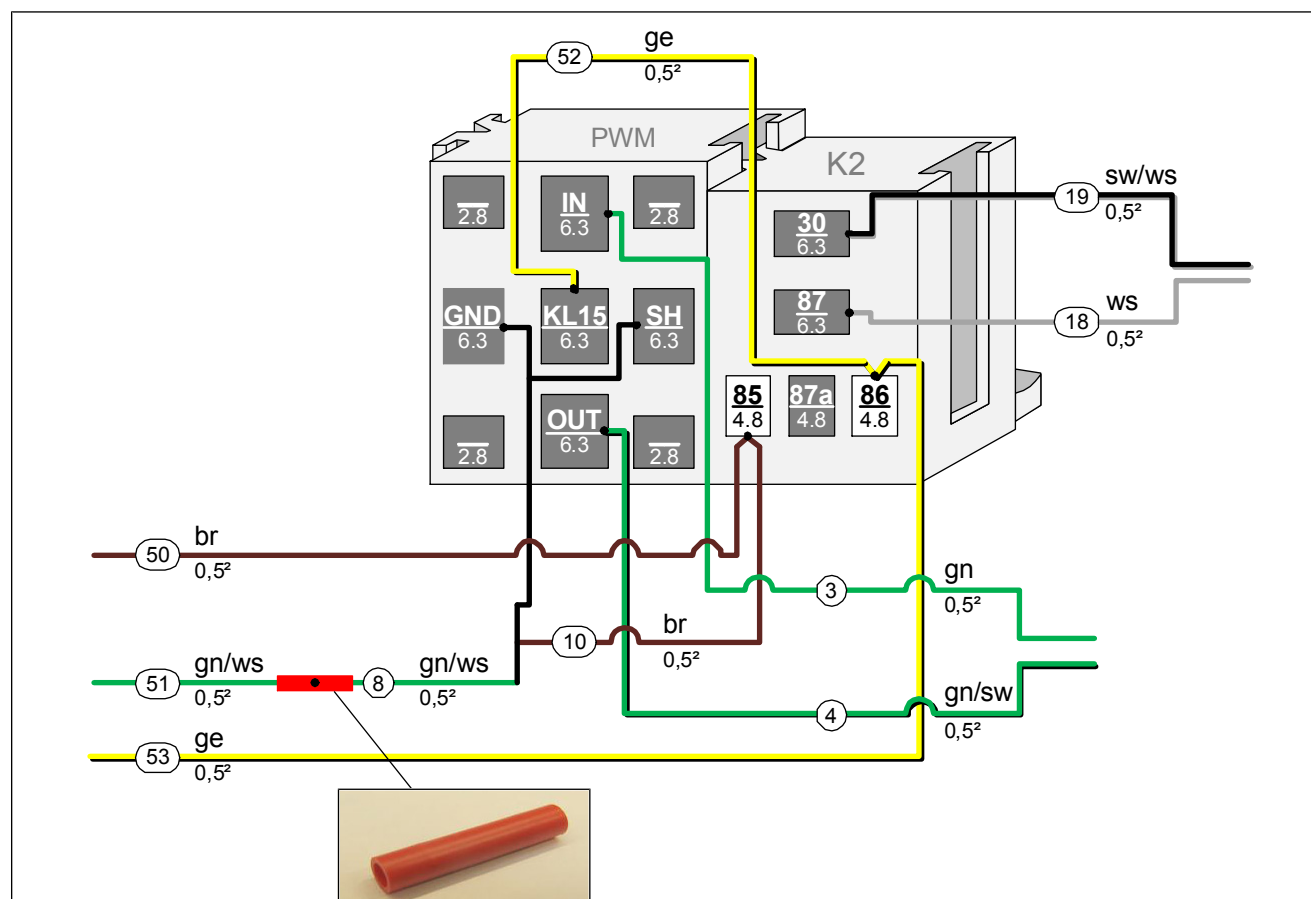 52
ge
0,5²
PWM
K2
2.8
IN
6.3
2.8
30
6.3
19
sw/ws
0,5²
GND
6.3
KL15
6.3
SH
6.3
87
6.3
18
ws
0,5²
85
4.8
87a
4.8
86
4.8
2.8
OUT
6.3
2.8
50
br
0,5²
3
gn
0,5²
10
br
0,5²
51
gn/ws
0,5²
8
gn/ws
0,5²
4
gn/sw
0,5²
53
ge
0,5²